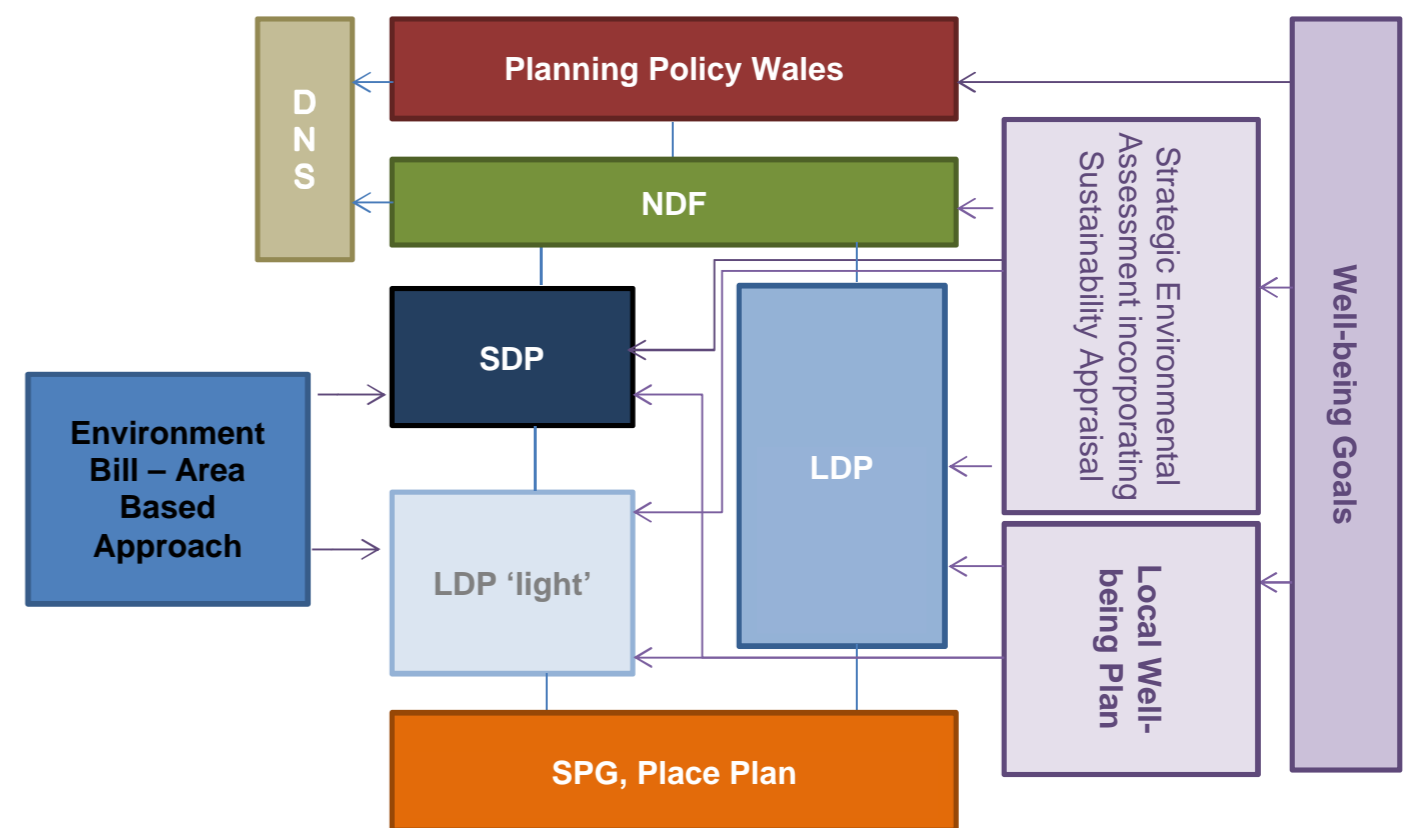 Planning Policy Wales
D
N
S
NDF
SDP
LDP
Environment
Bill – Area
Based
Approach
LDP ‘light’
SPG, Place Plan
Strategic Environmental
Assessment incorporating
Sustainability Appraisal
Local Well-
being Plan
Well-being Goals